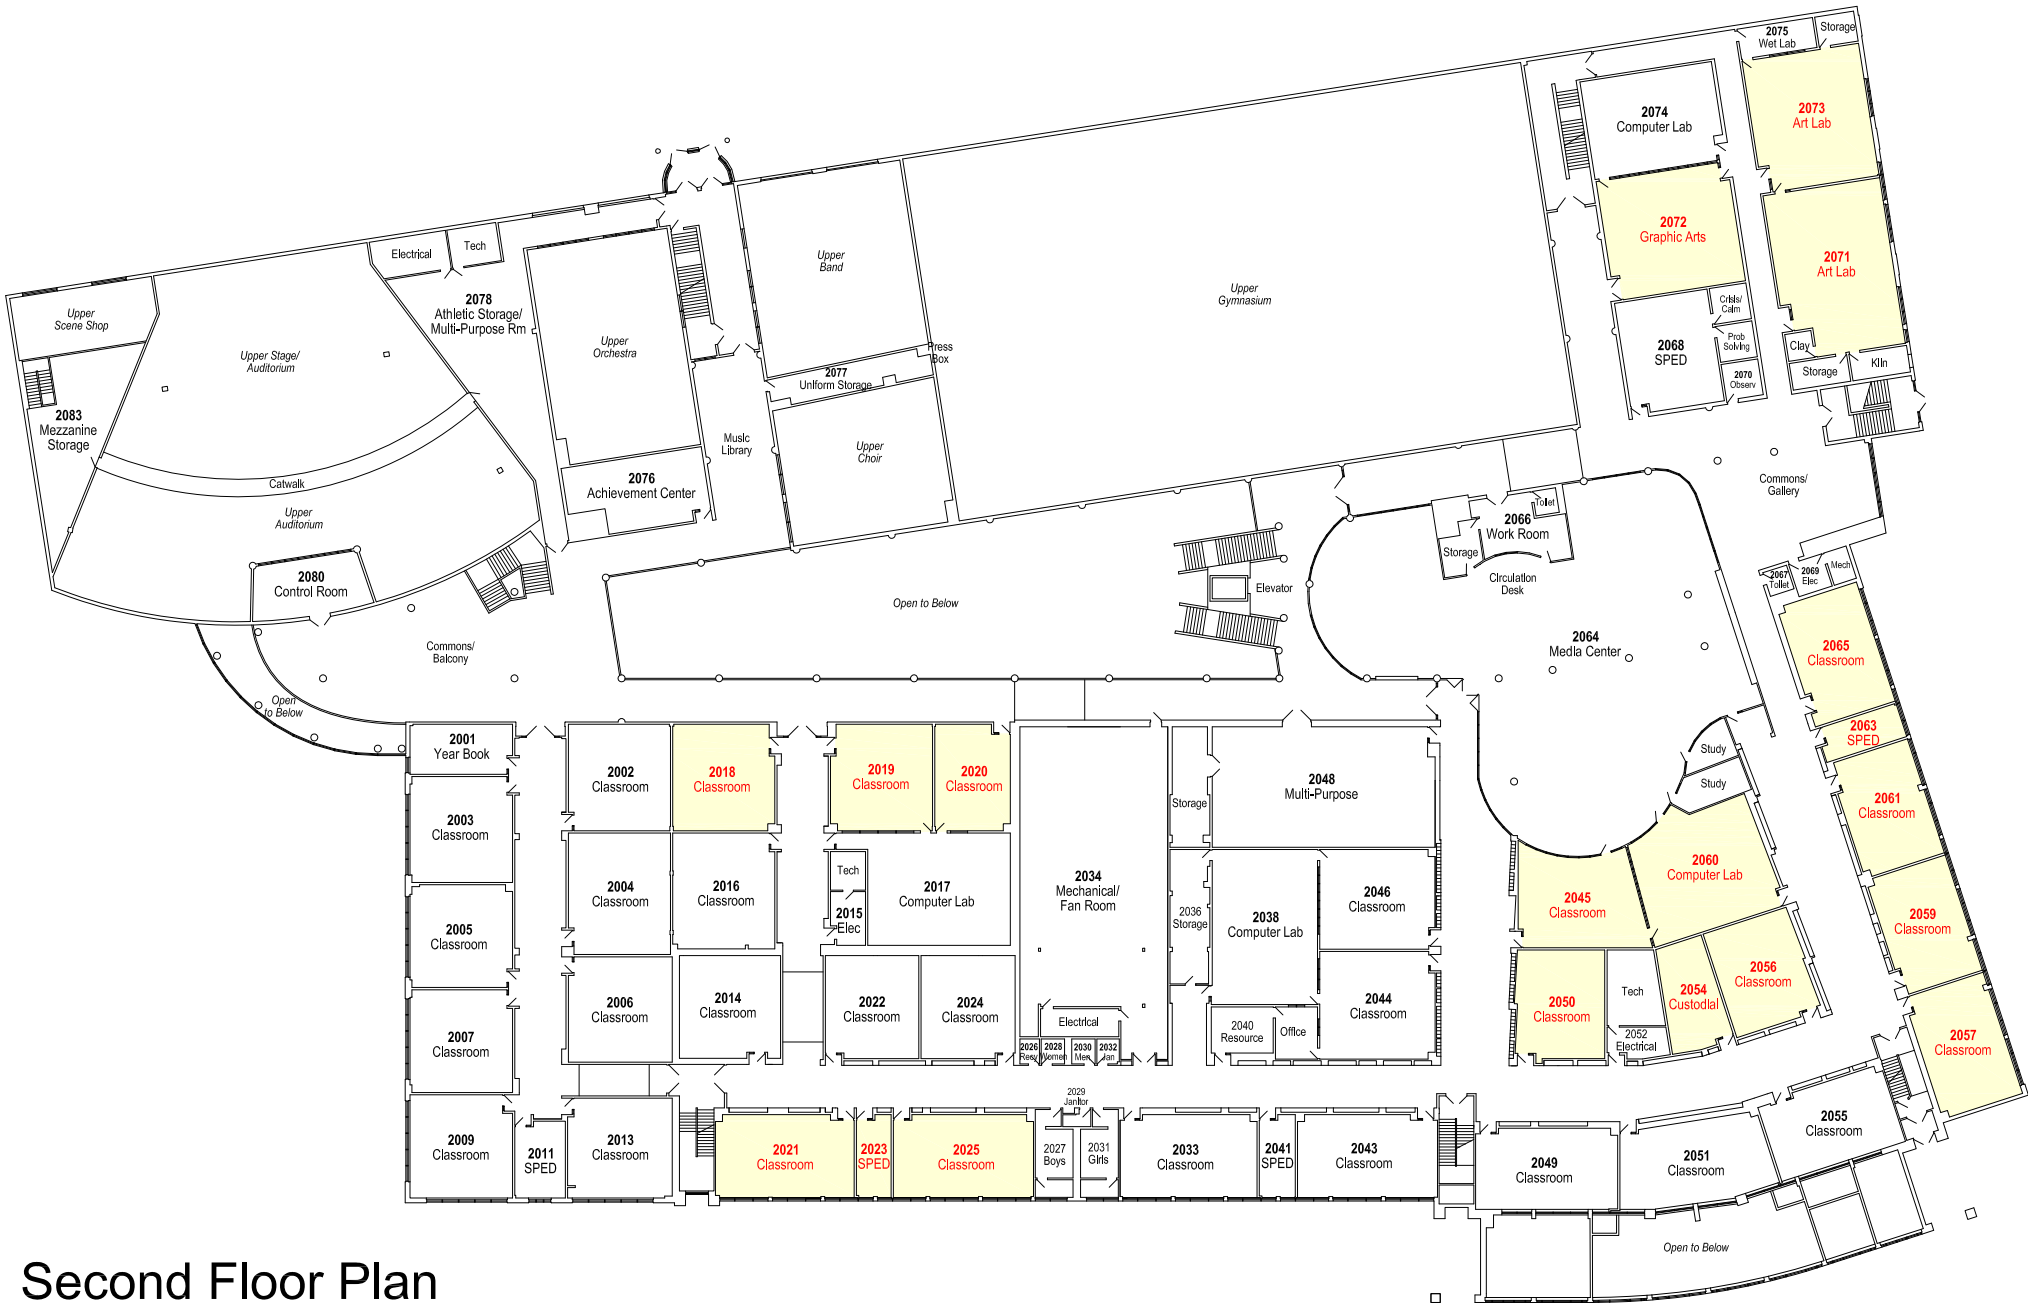 2075
Wet Lab
Storage
2074
Computer Lab
2073
Art Lab
2072
Graphic Arts
2071
Art Lab
Electrical
Tech
Upper
Band
Upper
Gymnasium
2078
Athletic Storage/
Multi-Purpose Rm
Upper
Scene Shop
Upper Stage/
Auditorium
Upper
Orchestra
Press
Box
2077
Uniform Storage
Crisis/
Calm
Prob
Solving
2068
SPED
2070
Observ
Clay
Storage
Kiln
2083
Mezzanine
Storage
Music
Library
Upper
Choir
Catwalk
2076
Achievement Center
Upper
Auditorium
Commons/
Gallery
Toilet
2066
Work Room
Storage
Circulation
Desk
2080
Control Room
Open to Below
Elevator
2067
Toilet
2069
Elec
Mech
Commons/
Balcony
2064
Media Center
2065
Classroom
Open
to Below
2063
SPED
2001
Year Book
2002
Classroom
2018
Classroom
2019
Classroom
2020
Classroom
2048
Multi-Purpose
Storage
Study
Study
2061
Classroom
2003
Classroom
2004
Classroom
2016
Classroom
Tech
2015
Elec
2017
Computer Lab
2034
Mechanical/
Fan Room
2036
Storage
2038
Computer Lab
2046
Classroom
2045
Classroom
2060
Computer Lab
2059
Classroom
2005
Classroom
2006
Classroom
2014
Classroom
2022
Classroom
2024
Classroom
2044
Classroom
2050
Classroom
Tech
2054
Custodial
2056
Classroom
2007
Classroom
Electrical
2026
Recy
2028
Women
2030
Men
2032
Jan
2040
Resource
Office
2052
Electrical
2057
Classroom
2029
Janitor
2009
Classroom
2011
SPED
2013
Classroom
2021
Classroom
2023
SPED
2025
Classroom
2027
Boys
2031
Girls
2033
Classroom
2041
SPED
2043
Classroom
2049
Classroom
2051
Classroom
2055
Classroom
Open to Below
Second Floor Plan